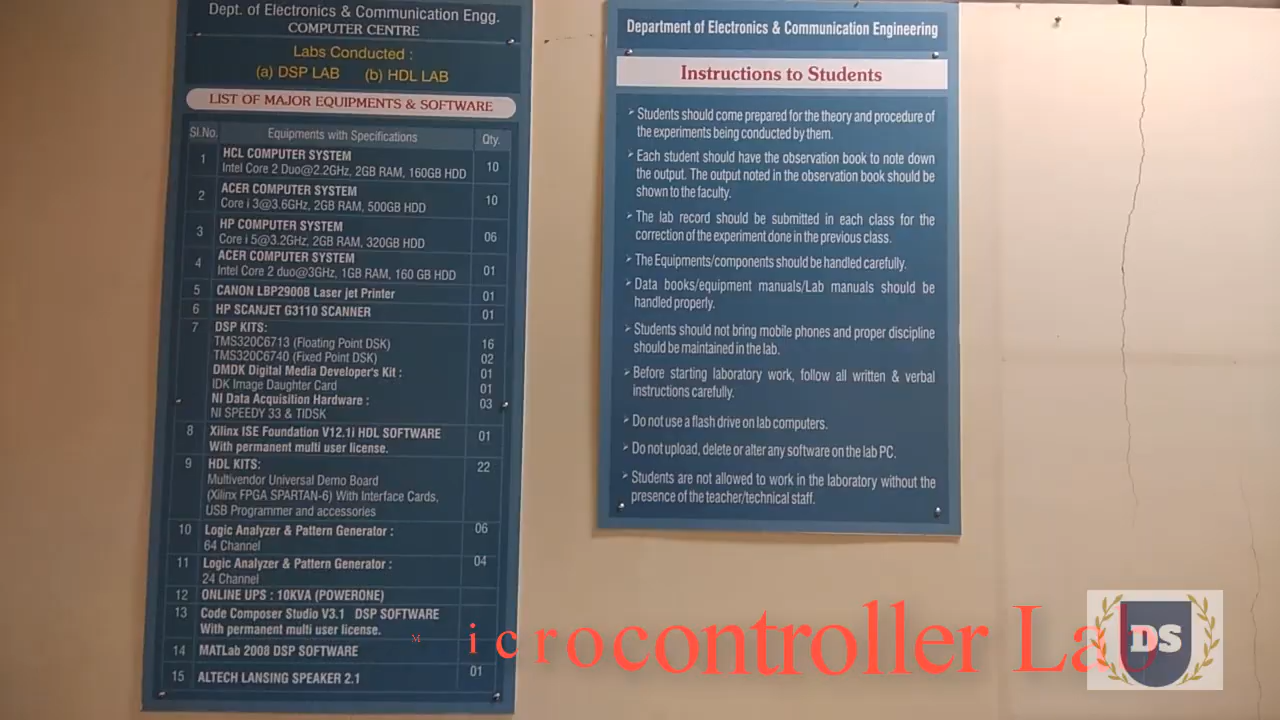 Dept. of Electronics & Communication Engg.
COMPUTER CENTRE
Labs Conducted :
(a) DSP LAB (b) HDL LAB
LIST OF MAJOR EQUIPMENTS & SOFTWARE
Sl.No. Equipments with Specifications Qty.
1 HCL COMPUTER SYSTEM
Intel Core 2 Duo@2.2GHz, 2GB RAM, 160GB HDD 10
2 ACER COMPUTER SYSTEM
Core i 3@3.6GHz, 2GB RAM, 500GB HDD 10
3 HP COMPUTER SYSTEM
Core i 5@3.2GHz, 2GB RAM, 320GB HDD 06
4 ACER COMPUTER SYSTEM
Intel Core 2 duo@3GHz, 1GB RAM, 160 GB HDD 01
5 CANON LBP2900B Laser jet Printer 01
6 HP SCANJET G3110 SCANNER 01
7 DSP KITS:
TMS320C6713 (Floating Point DSK) 16
TMS320C6740 (Fixed Point DSK) 02
DMDK Digital Media Developer's Kit : 01
IDK Image Daughter Card 01
NI Data Acquisition Hardware : 03
NI SPEEDY 33 & TIDSK
8 Xilinx ISE Foundation V12.1i HDL SOFTWARE 01
With permanent multi user license.
9 HDL KITS: 22
Multivendor Universal Demo Board
(Xilinx FPGA SPARTAN-6) With Interface Cards,
USB Programmer and accessories
10 Logic Analyzer & Pattern Generator : 06
64 Channel
11 Logic Analyzer & Pattern Generator : 04
24 Channel
12 ONLINE UPS : 10KVA (POWERONE)
13 Code Composer Studio V3.1 DSP SOFTWARE
With permanent multi user license.
14 MATLab 2008 DSP SOFTWARE
15 ALTECH LANSING SPEAKER 2.1 01
Department of Electronics & Communication Engineering
Instructions to Students
➢ Students should come prepared for the theory and procedure of
the experiments being conducted by them.
➢ Each student should have the observation book to note down
the output. The output noted in the observation book should be
shown to the faculty.
➢ The lab record should be submitted in each class for the
correction of the experiment done in the previous class.
➢ The Equipments/components should be handled carefully.
➢ Data books/equipment manuals/Lab manuals should be
handled properly.
➢ Students should not bring mobile phones and proper discipline
should be maintained in the lab.
➢ Before starting laboratory work, follow all written & verbal
instructions carefully.
➢ Do not use a flash drive on lab computers.
➢ Do not upload, delete or alter any software on the lab PC.
➢ Students are not allowed to work in the laboratory without the
presence of the teacher/technical staff.
Microcontroller Lab
DS